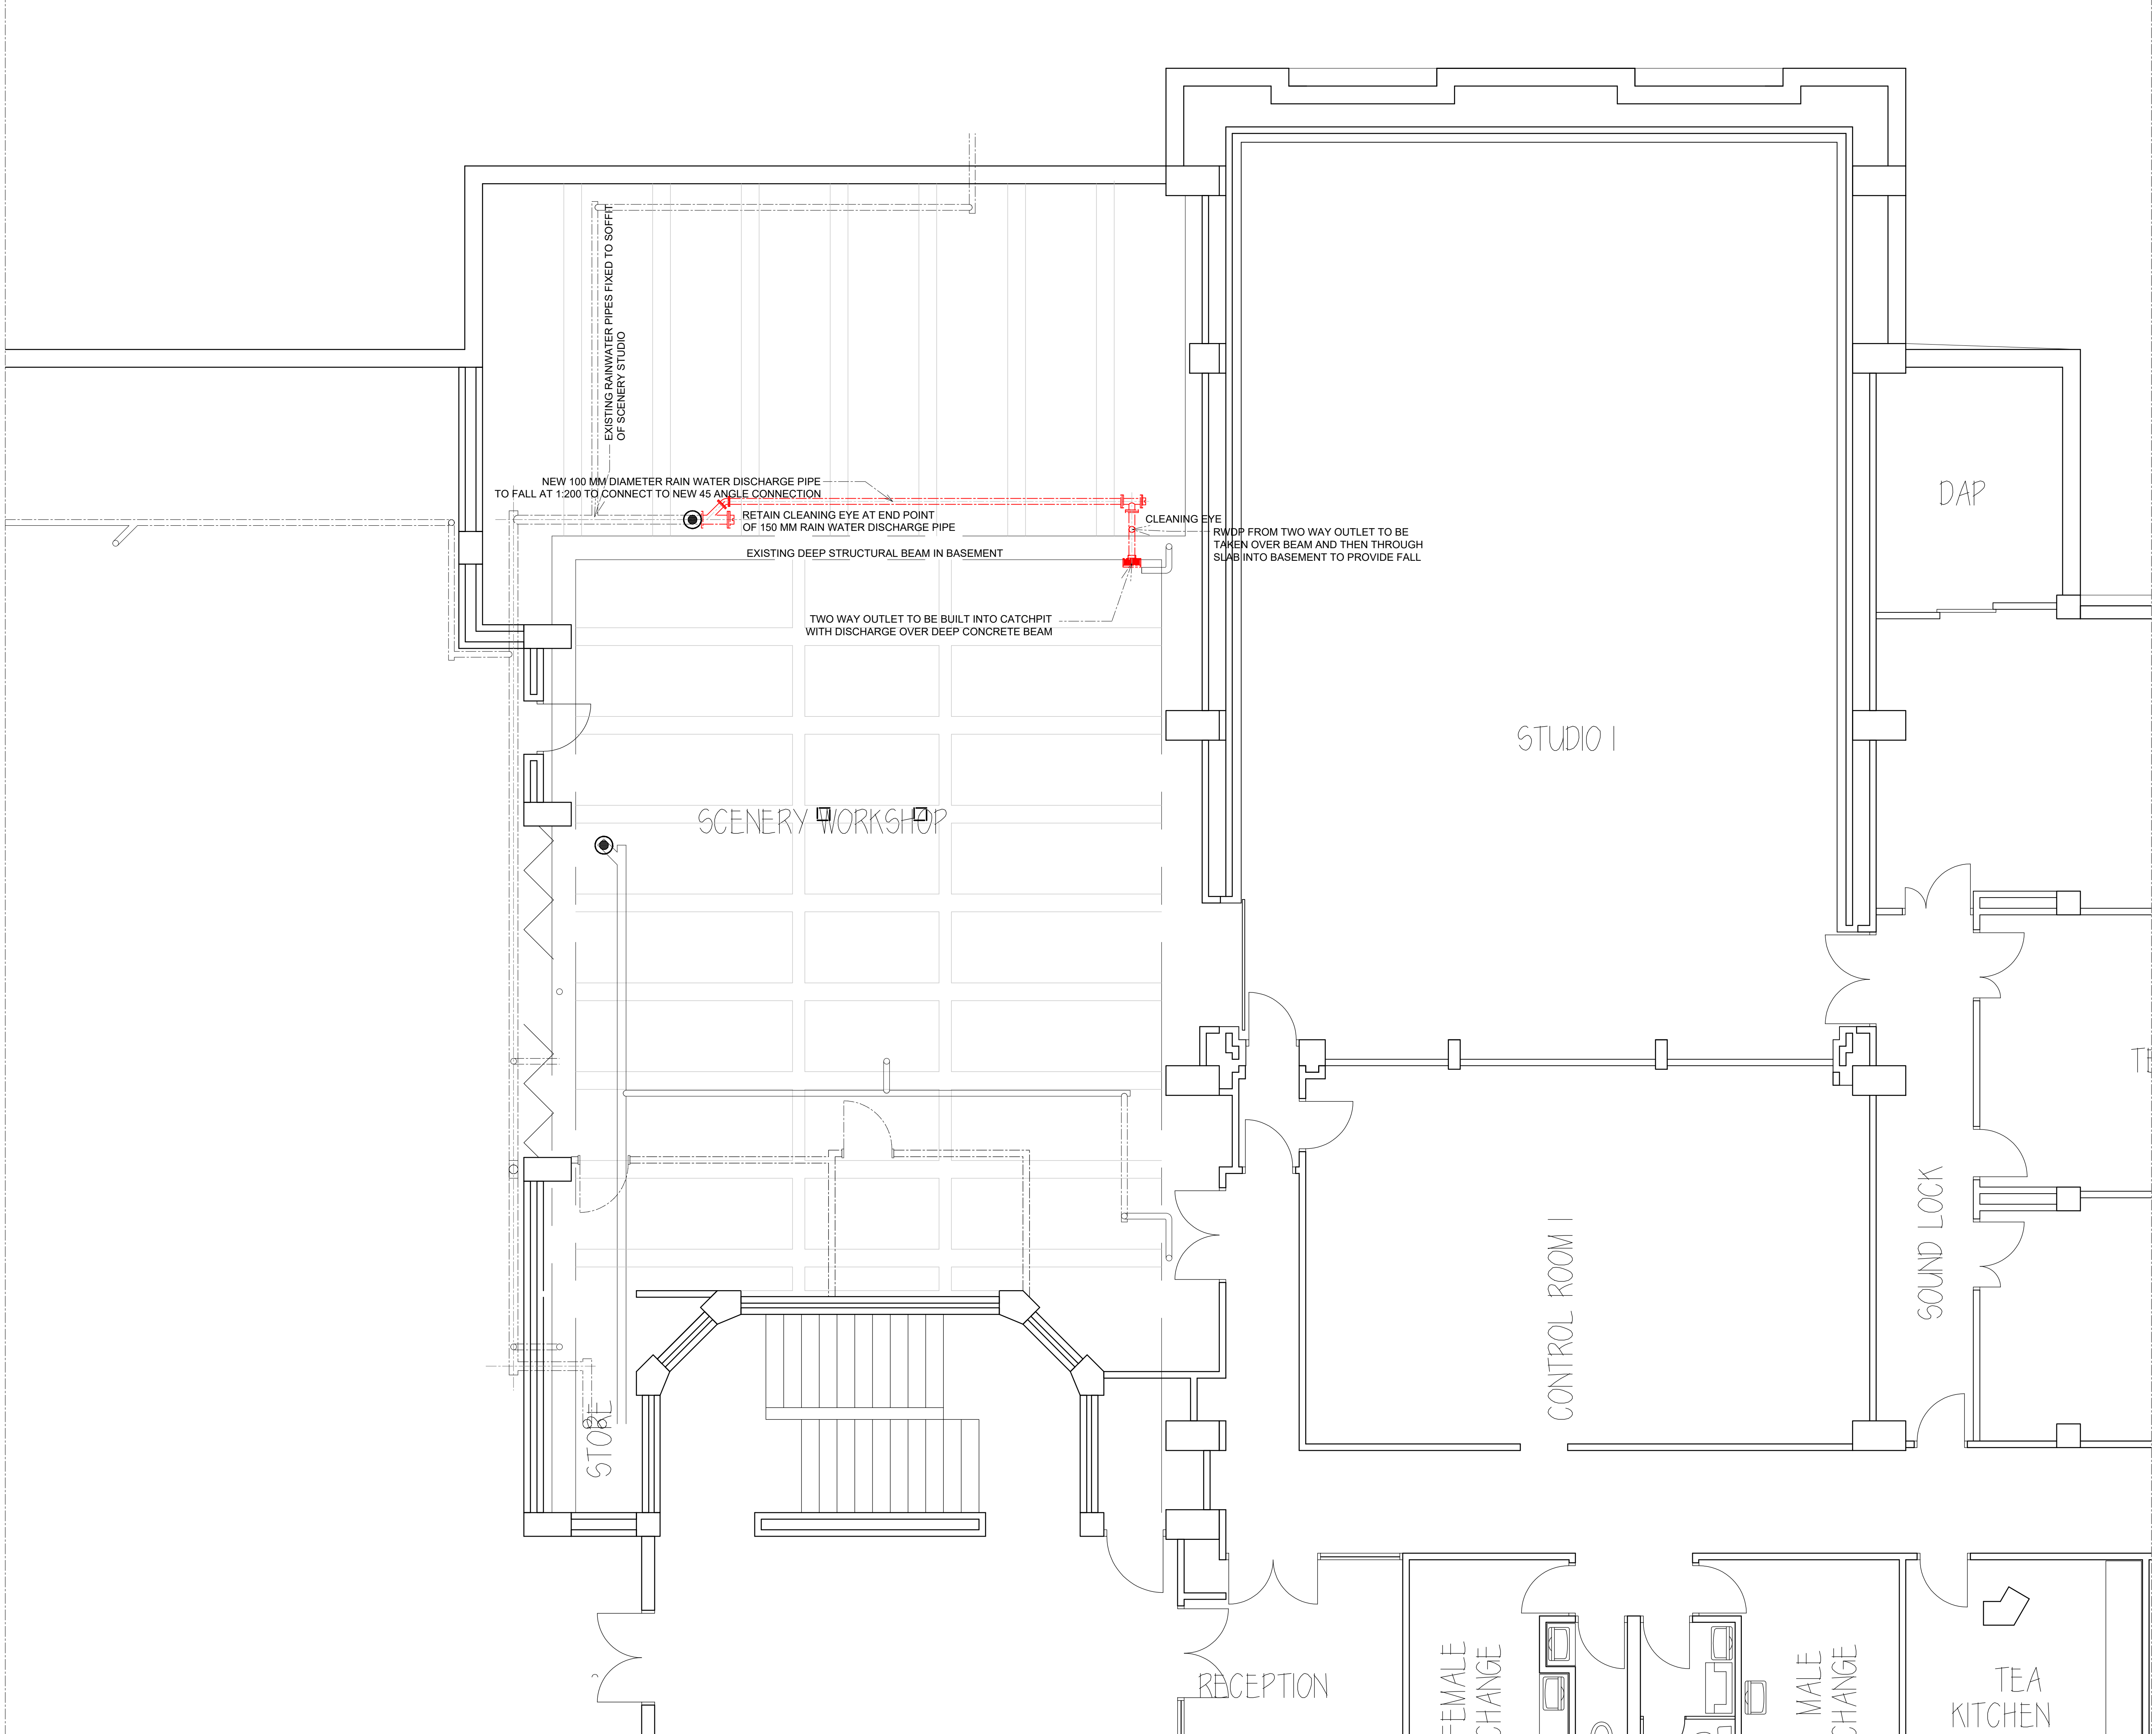 EXISTING RAINWATER PIPES FIXED TO SOFFIT
OF SCENERY STUDIO
NEW 100 MM DIAMETER RAIN WATER DISCHARGE PIPE
TO FALL AT 1:200 TO CONNECT TO NEW 45 ANGLE CONNECTION
RETAIN CLEANING EYE AT END POINT
OF 150 MM RAIN WATER DISCHARGE PIPE
EXISTING DEEP STRUCTURAL BEAM IN BASEMENT
CLEANING EYE
RWDP FROM TWO WAY OUTLET TO BE
TAKEN OVER BEAM AND THEN THROUGH
SLAB INTO BASEMENT TO PROVIDE FALL
TWO WAY OUTLET TO BE BUILT INTO CATCHPIT
WITH DISCHARGE OVER DEEP CONCRETE BEAM
DAP
STUDIO 1
SCENERY WORKSHOP
SOUND LOCK
CONTROL ROOM 1
STORE
RECEPTION
FEMALE
CHANGE
MALE
CHANGE
TEA
KITCHEN